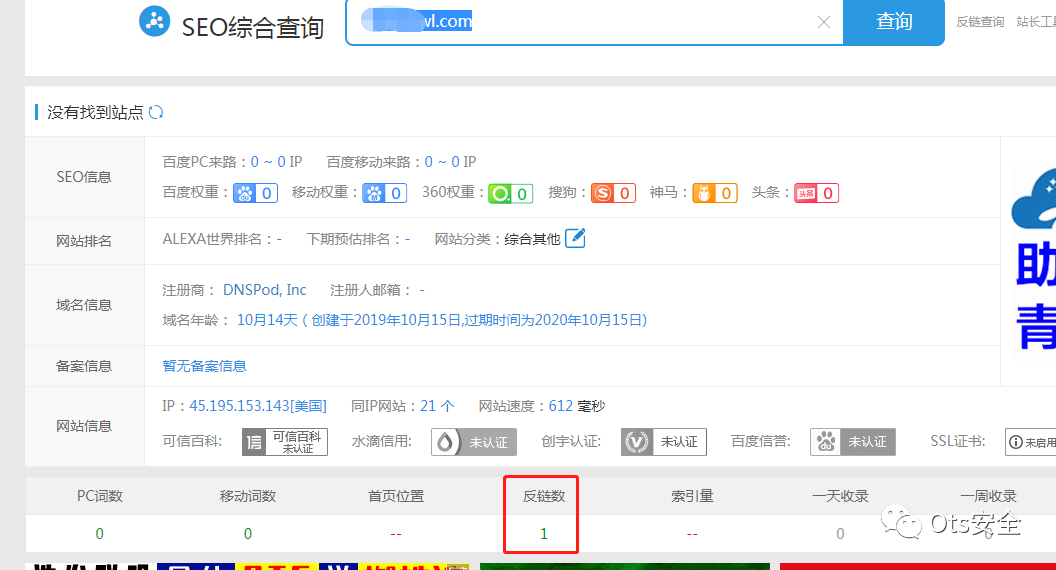 SEO综合查询 wl.com 查询 反链查询 站长工具
没有找到站点
SEO信息 百度PC来路：0 ~ 0 IP 百度移动来路：0 ~ 0 IP
百度权重： du 0 移动权重： 0 360权重： 0 搜狗： S 0 神马： 0 头条： 头条 0
网站排名 ALEXA世界排名：- 下期预估排名：- 网站分类：综合其他
域名信息 注册商： DNSPod, Inc 注册人邮箱： -
域名年龄： 10月14天（创建于2019年10月15日,过期时间为2020年10月15日）
备案信息 暂无备案信息
网站信息 IP：45.195.153.143[美国] 同IP网站：21 个 网站速度：612 毫秒
可信百科: 信 可信百科 未认证 水滴信用: 未认证 创宇认证: V 未认证 百度信誉: du 未认证 SSL证书: 未启用
助
青
PC词数 移动词数 首页位置 反链数 索引量 一天收录 一周收录
0 0 -- 1 -- 0 0
Ots安全